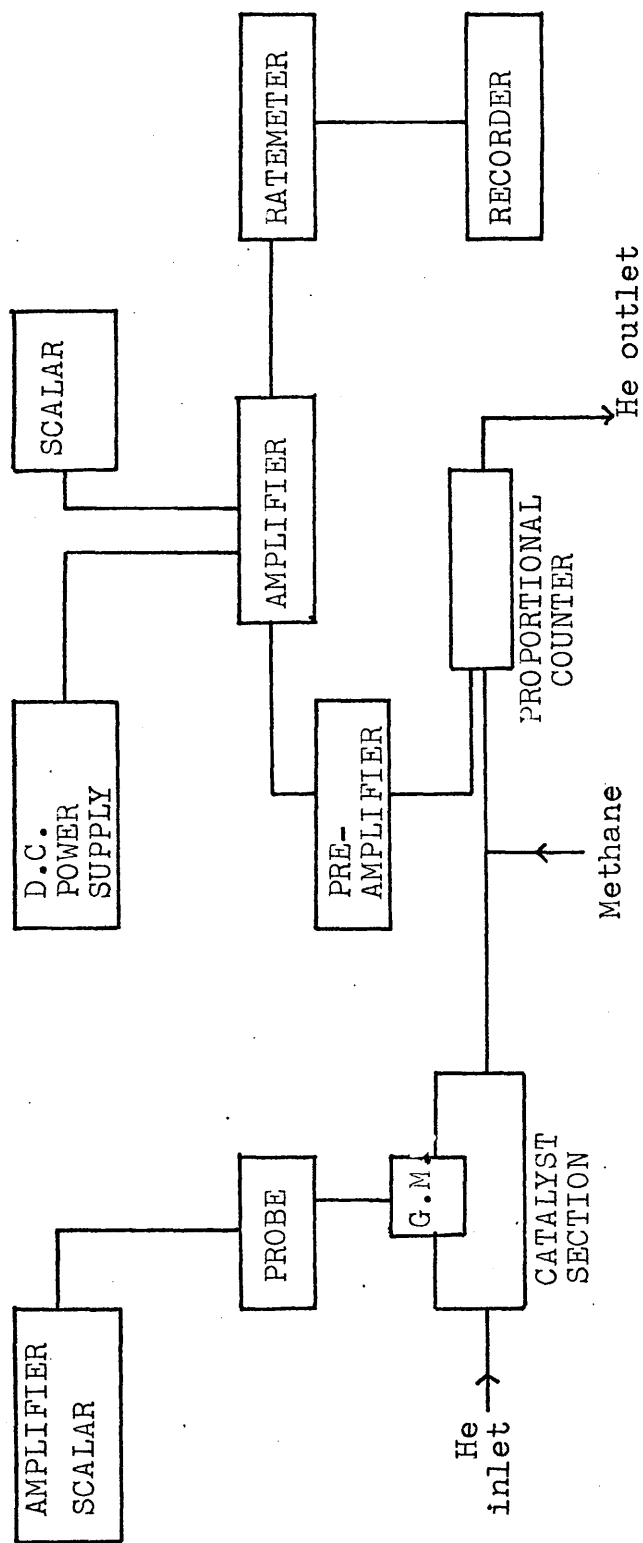 AMPLIFIER
SCALAR
D.C.
POWER
SUPPLY
SCALAR
PROBE
AMPLIFIER
RATEMETER
PRE-
AMPLIFIER
G.M.
RECORDER
He
inlet
CATALYST
SECTION
Methane
PROPORTIONAL
COUNTER
He outlet